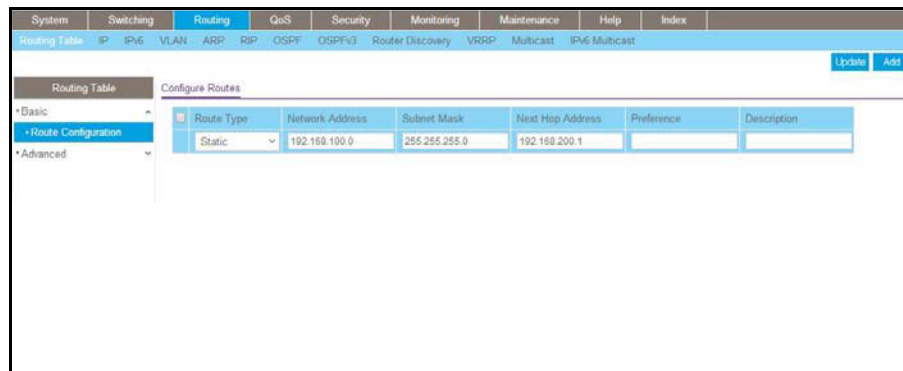 System Switching Routing QoS Security Monitoring Maintenance Help Index
Routing Table IP IPv6 VLAN ARP RIP OSPF OSPFv3 Router Discovery VRRP Multicast IPv6 Multicast
Update Add
Routing Table
Configure Routes
Basic
Route Configuration
Advanced
Route Type Network Address Subnet Mask Next Hop Address Preference Description
Static 192.168.100.0 255.255.255.0 192.168.200.1